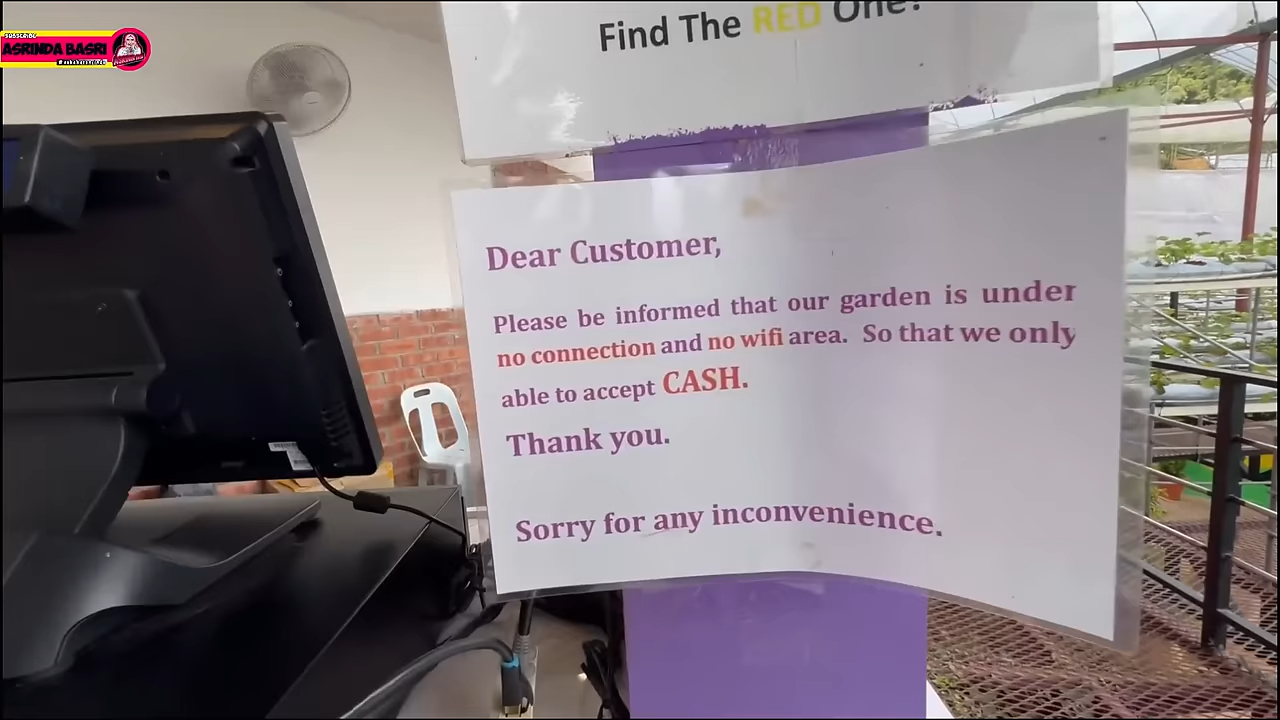 SUBSCRIBE
ASRINDA BASRI
Find The RED One!
Dear Customer,
Please be informed that our garden is under
no connection and no wifi area. So that we only
able to accept CASH.
Thank you.
Sorry for any inconvenience.